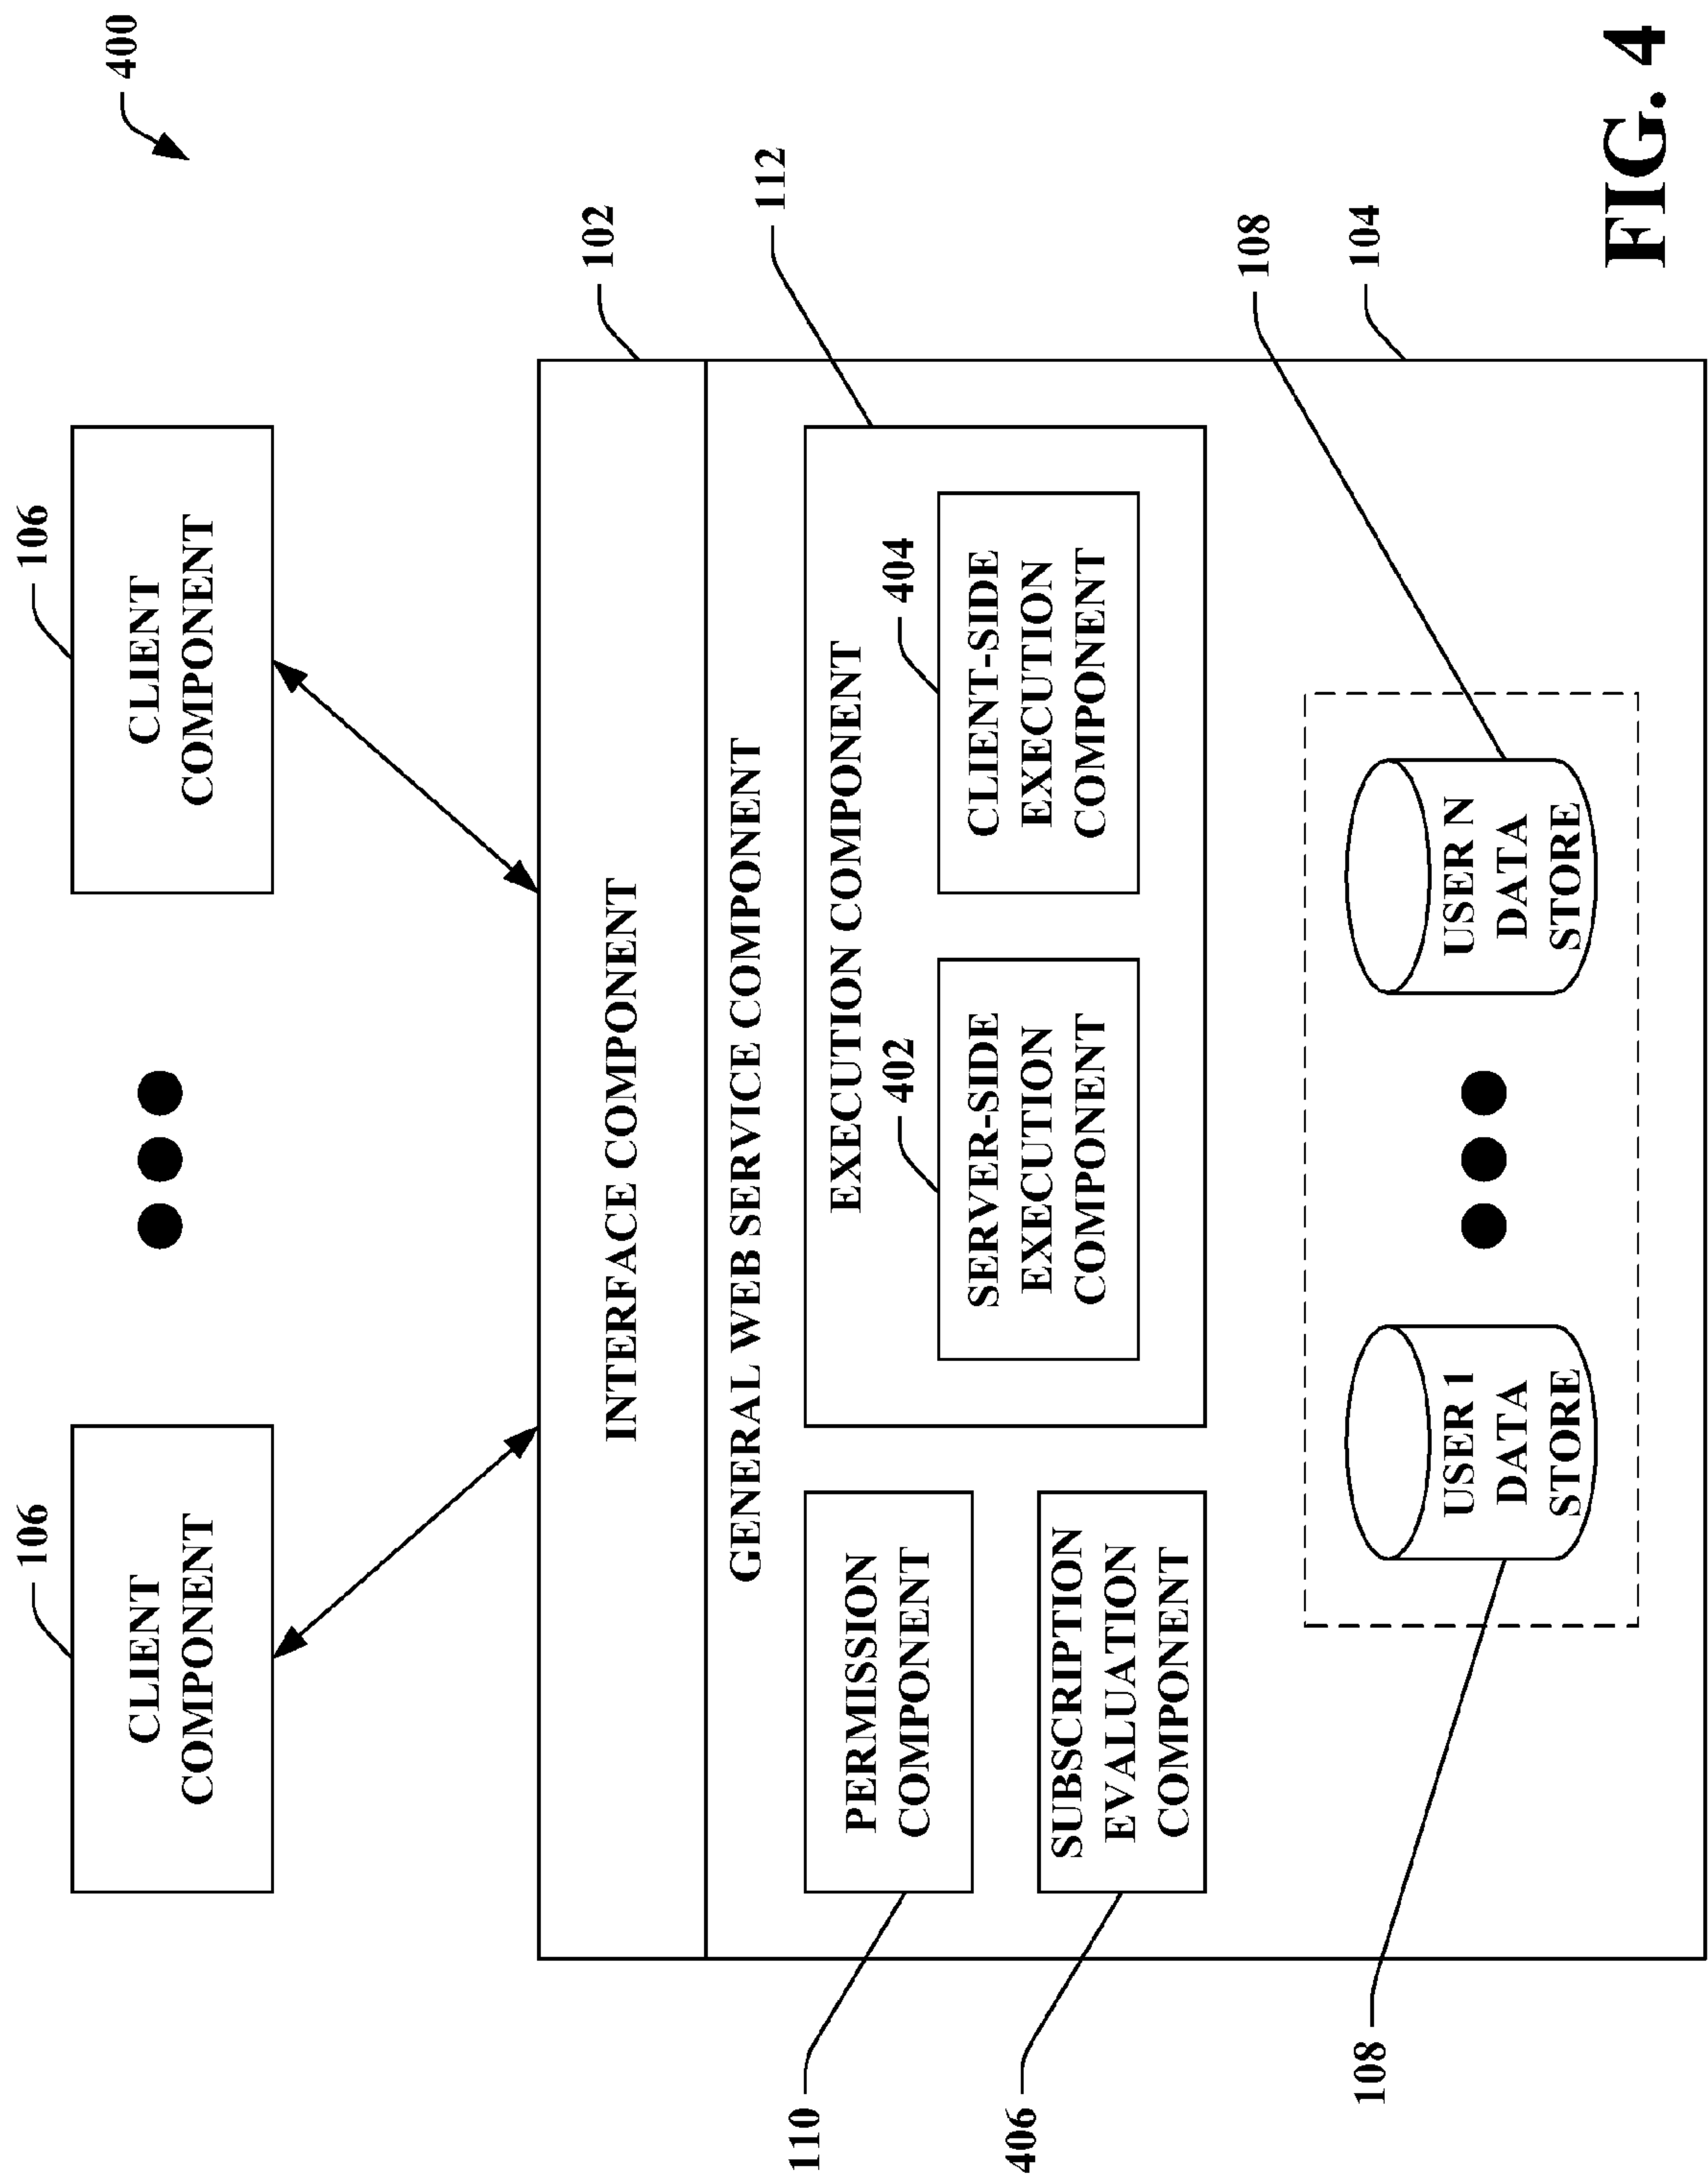 400
106
106
CLIENT
COMPONENT
CLIENT
COMPONENT
102
INTERFACE COMPONENT
GENERAL WEB SERVICE COMPONENT
112
EXECUTION COMPONENT
PERMISSION
COMPONENT
110
402
404
SERVER-SIDE
EXECUTION
COMPONENT
CLIENT-SIDE
EXECUTION
COMPONENT
SUBSCRIPTION
EVALUATION
COMPONENT
406
108
USER 1
DATA
STORE
USER N
DATA
STORE
108
104
FIG. 4